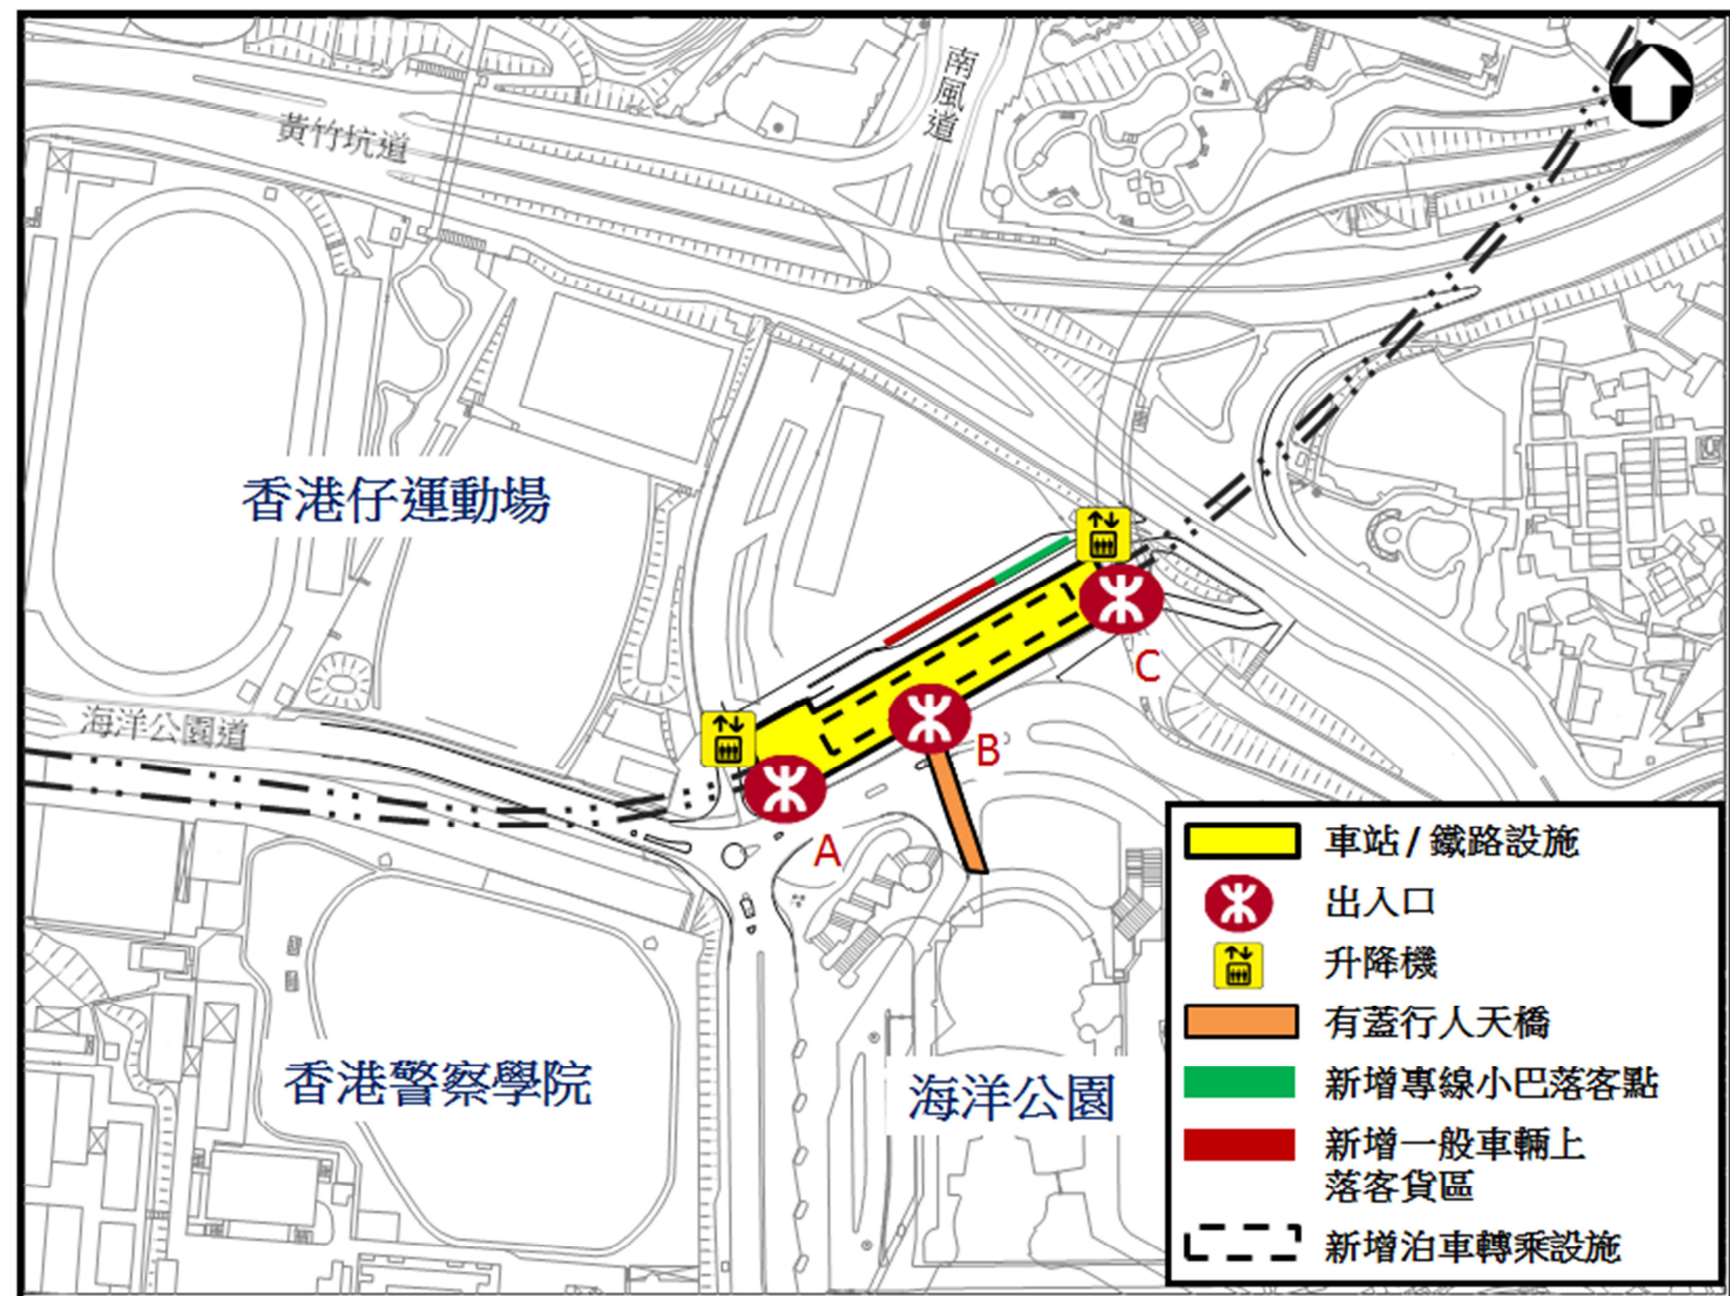 南風道
黃竹坑道
香港仔運動場
C
海洋公園道
B
A
香港警察學院
海洋公園
車站 / 鐵路設施
出入口
升降機
有蓋行人天橋
新增專線小巴落客點
新增一般車輛上
落客貨區
新增泊車轉乘設施